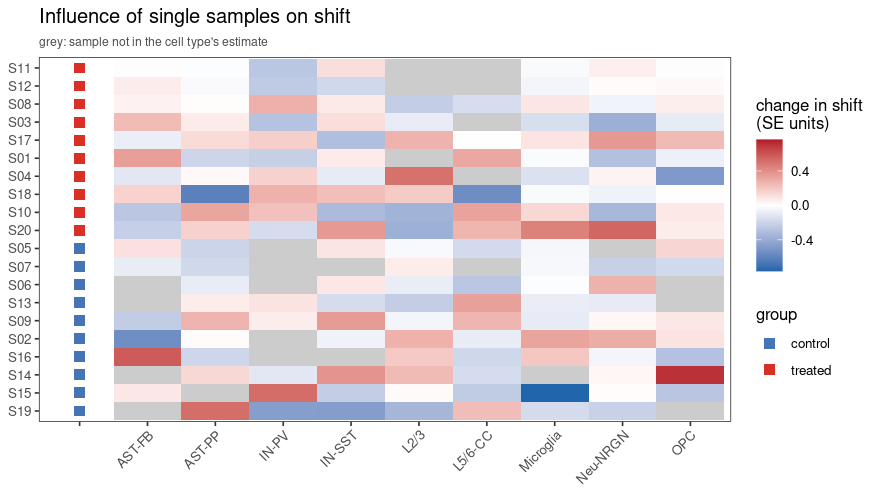 Influence of single samples on shift
grey: sample not in the cell type's estimate
S11
S12
S08
S03
S17
S01
S04
S18
S10
S20
S05
S07
S06
S13
S09
S02
S16
S14
S15
S19
AST-FB
AST-PP
IN-PV
IN-SST
L2/3
L5/6-CC
Microglia
Neu-NRGN
OPC
change in shift
(SE units)
0.4
0.0
-0.4
group
control
treated